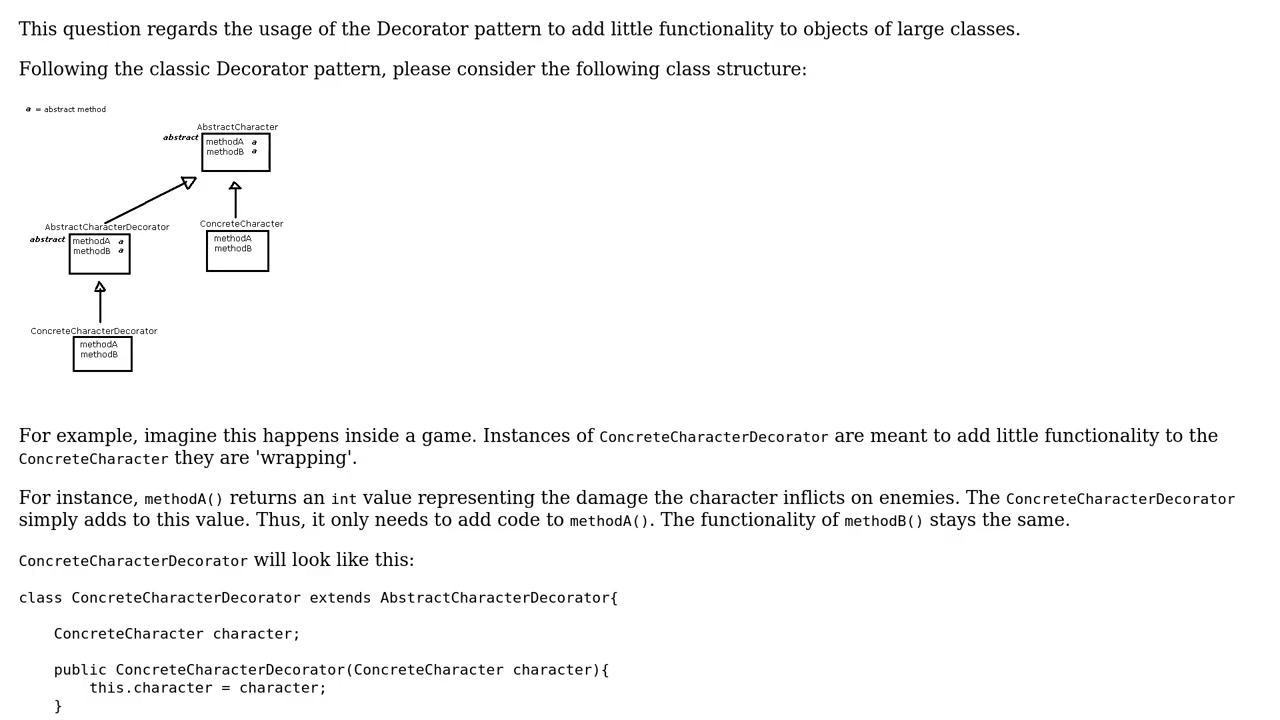 This question regards the usage of the Decorator pattern to add little functionality to objects of large classes.
Following the classic Decorator pattern, please consider the following class structure:
a = abstract method
AbstractCharacter
abstract
methodA a
methodB a
AbstractCharacterDecorator
abstract
methodA a
methodB a
ConcreteCharacter
methodA
methodB
ConcreteCharacterDecorator
methodA
methodB
For example, imagine this happens inside a game. Instances of ConcreteCharacterDecorator are meant to add little functionality to the
ConcreteCharacter they are 'wrapping'.
For instance, methodA() returns an int value representing the damage the character inflicts on enemies. The ConcreteCharacterDecorator
simply adds to this value. Thus, it only needs to add code to methodA(). The functionality of methodB() stays the same.
ConcreteCharacterDecorator will look like this:
class ConcreteCharacterDecorator extends AbstractCharacterDecorator{
ConcreteCharacter character;
public ConcreteCharacterDecorator(ConcreteCharacter character){
this.character = character;
}